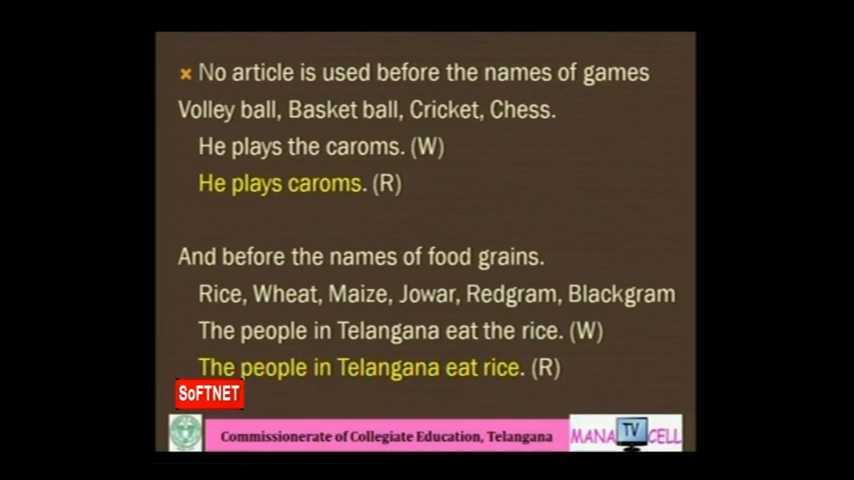 No article is used before the names of games
Volley ball, Basket ball, Cricket, Chess.
He plays the caroms. (W)
He plays caroms. (R)
And before the names of food grains.
Rice, Wheat, Maize, Jowar, Redgram, Blackgram
The people in Telangana eat the rice. (W)
The people in Telangana eat rice. (R)
SoFTNET
Commissionerate of Collegiate Education, Telangana
MANA TV CELL